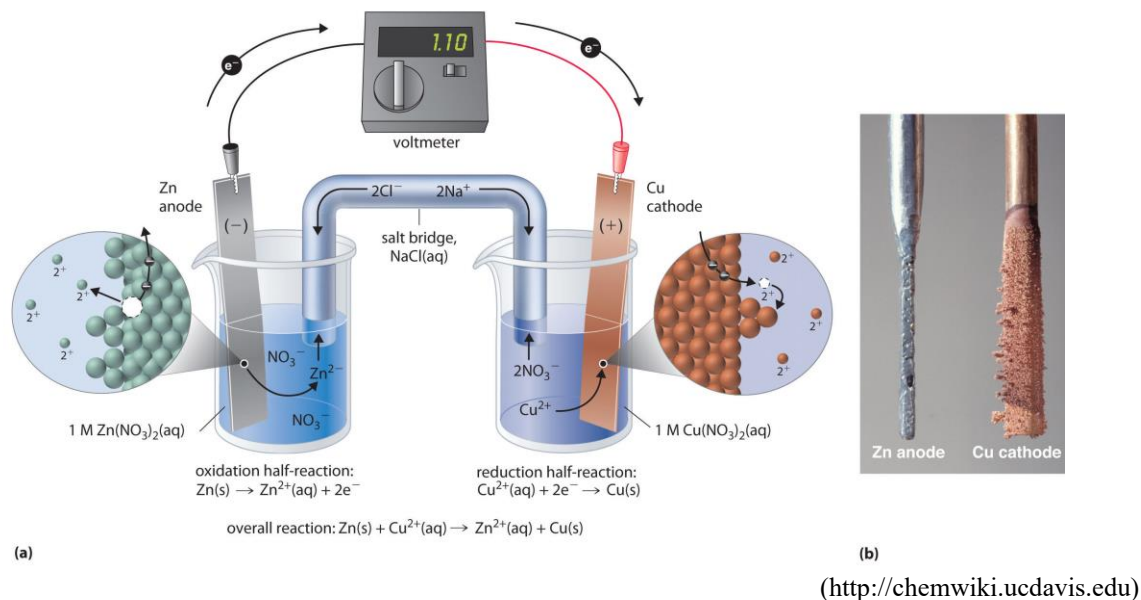 e⁻
1.10
e⁻
voltmeter
Zn
anode
2Cl⁻ 2Na⁺
Cu
cathode
(−)
(+)
salt bridge,
NaCl(aq)
2+
2+
2+
2+
2+
2+
2+
2+
NO₃⁻
Zn²⁻
NO₃⁻
2NO₃⁻
Cu²⁺
1 M Zn(NO₃)₂(aq)
1 M Cu(NO₃)₂(aq)
oxidation half-reaction:
Zn(s) → Zn²⁺(aq) + 2e⁻
reduction half-reaction:
Cu²⁺(aq) + 2e⁻ → Cu(s)
overall reaction: Zn(s) + Cu²⁺(aq) → Zn²⁺(aq) + Cu(s)
(a)
Zn anode Cu cathode
(b)
(http://chemwiki.ucdavis.edu)